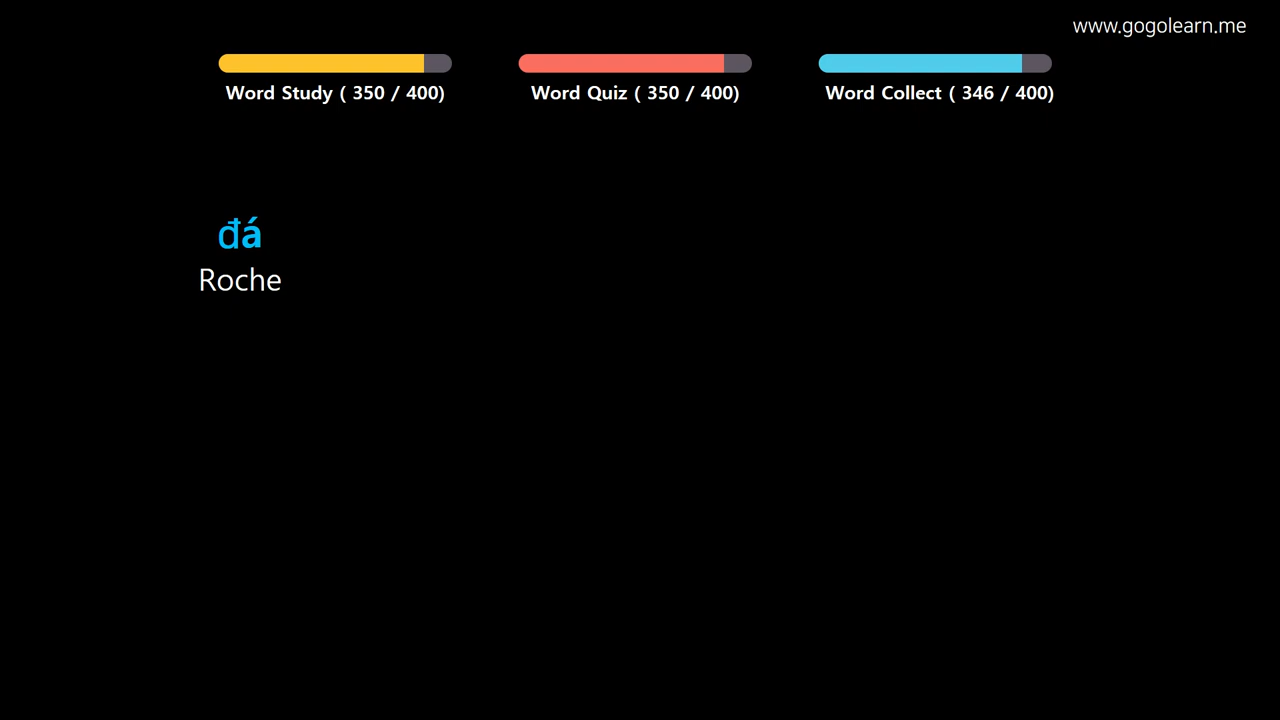 www.gogolearn.me
Word Study ( 350 / 400)
Word Quiz ( 350 / 400)
Word Collect ( 346 / 400)
đá
Roche